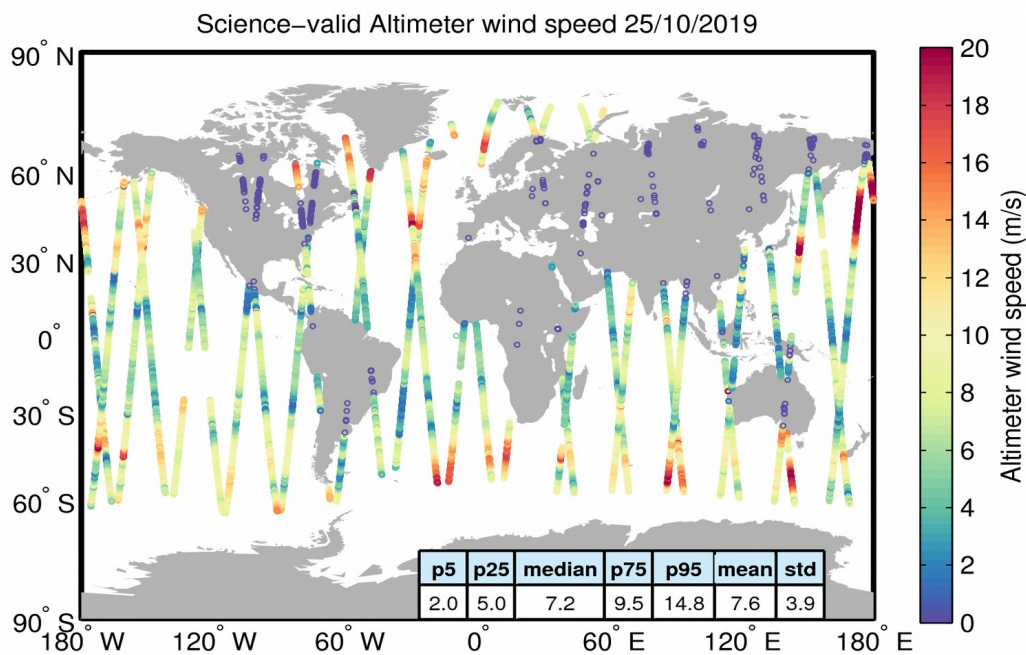 Science−valid Altimeter wind speed 25/10/2019
90° N
60° N
30° N
0°
30° S
60° S
90° S
180° W
120° W
60° W
0°
60° E
120° E
180° E
p5 p25 median p75 p95 mean std
2.0 5.0 7.2 9.5 14.8 7.6 3.9
20
18
16
14
12
10
8
6
4
2
0
Altimeter wind speed (m/s)